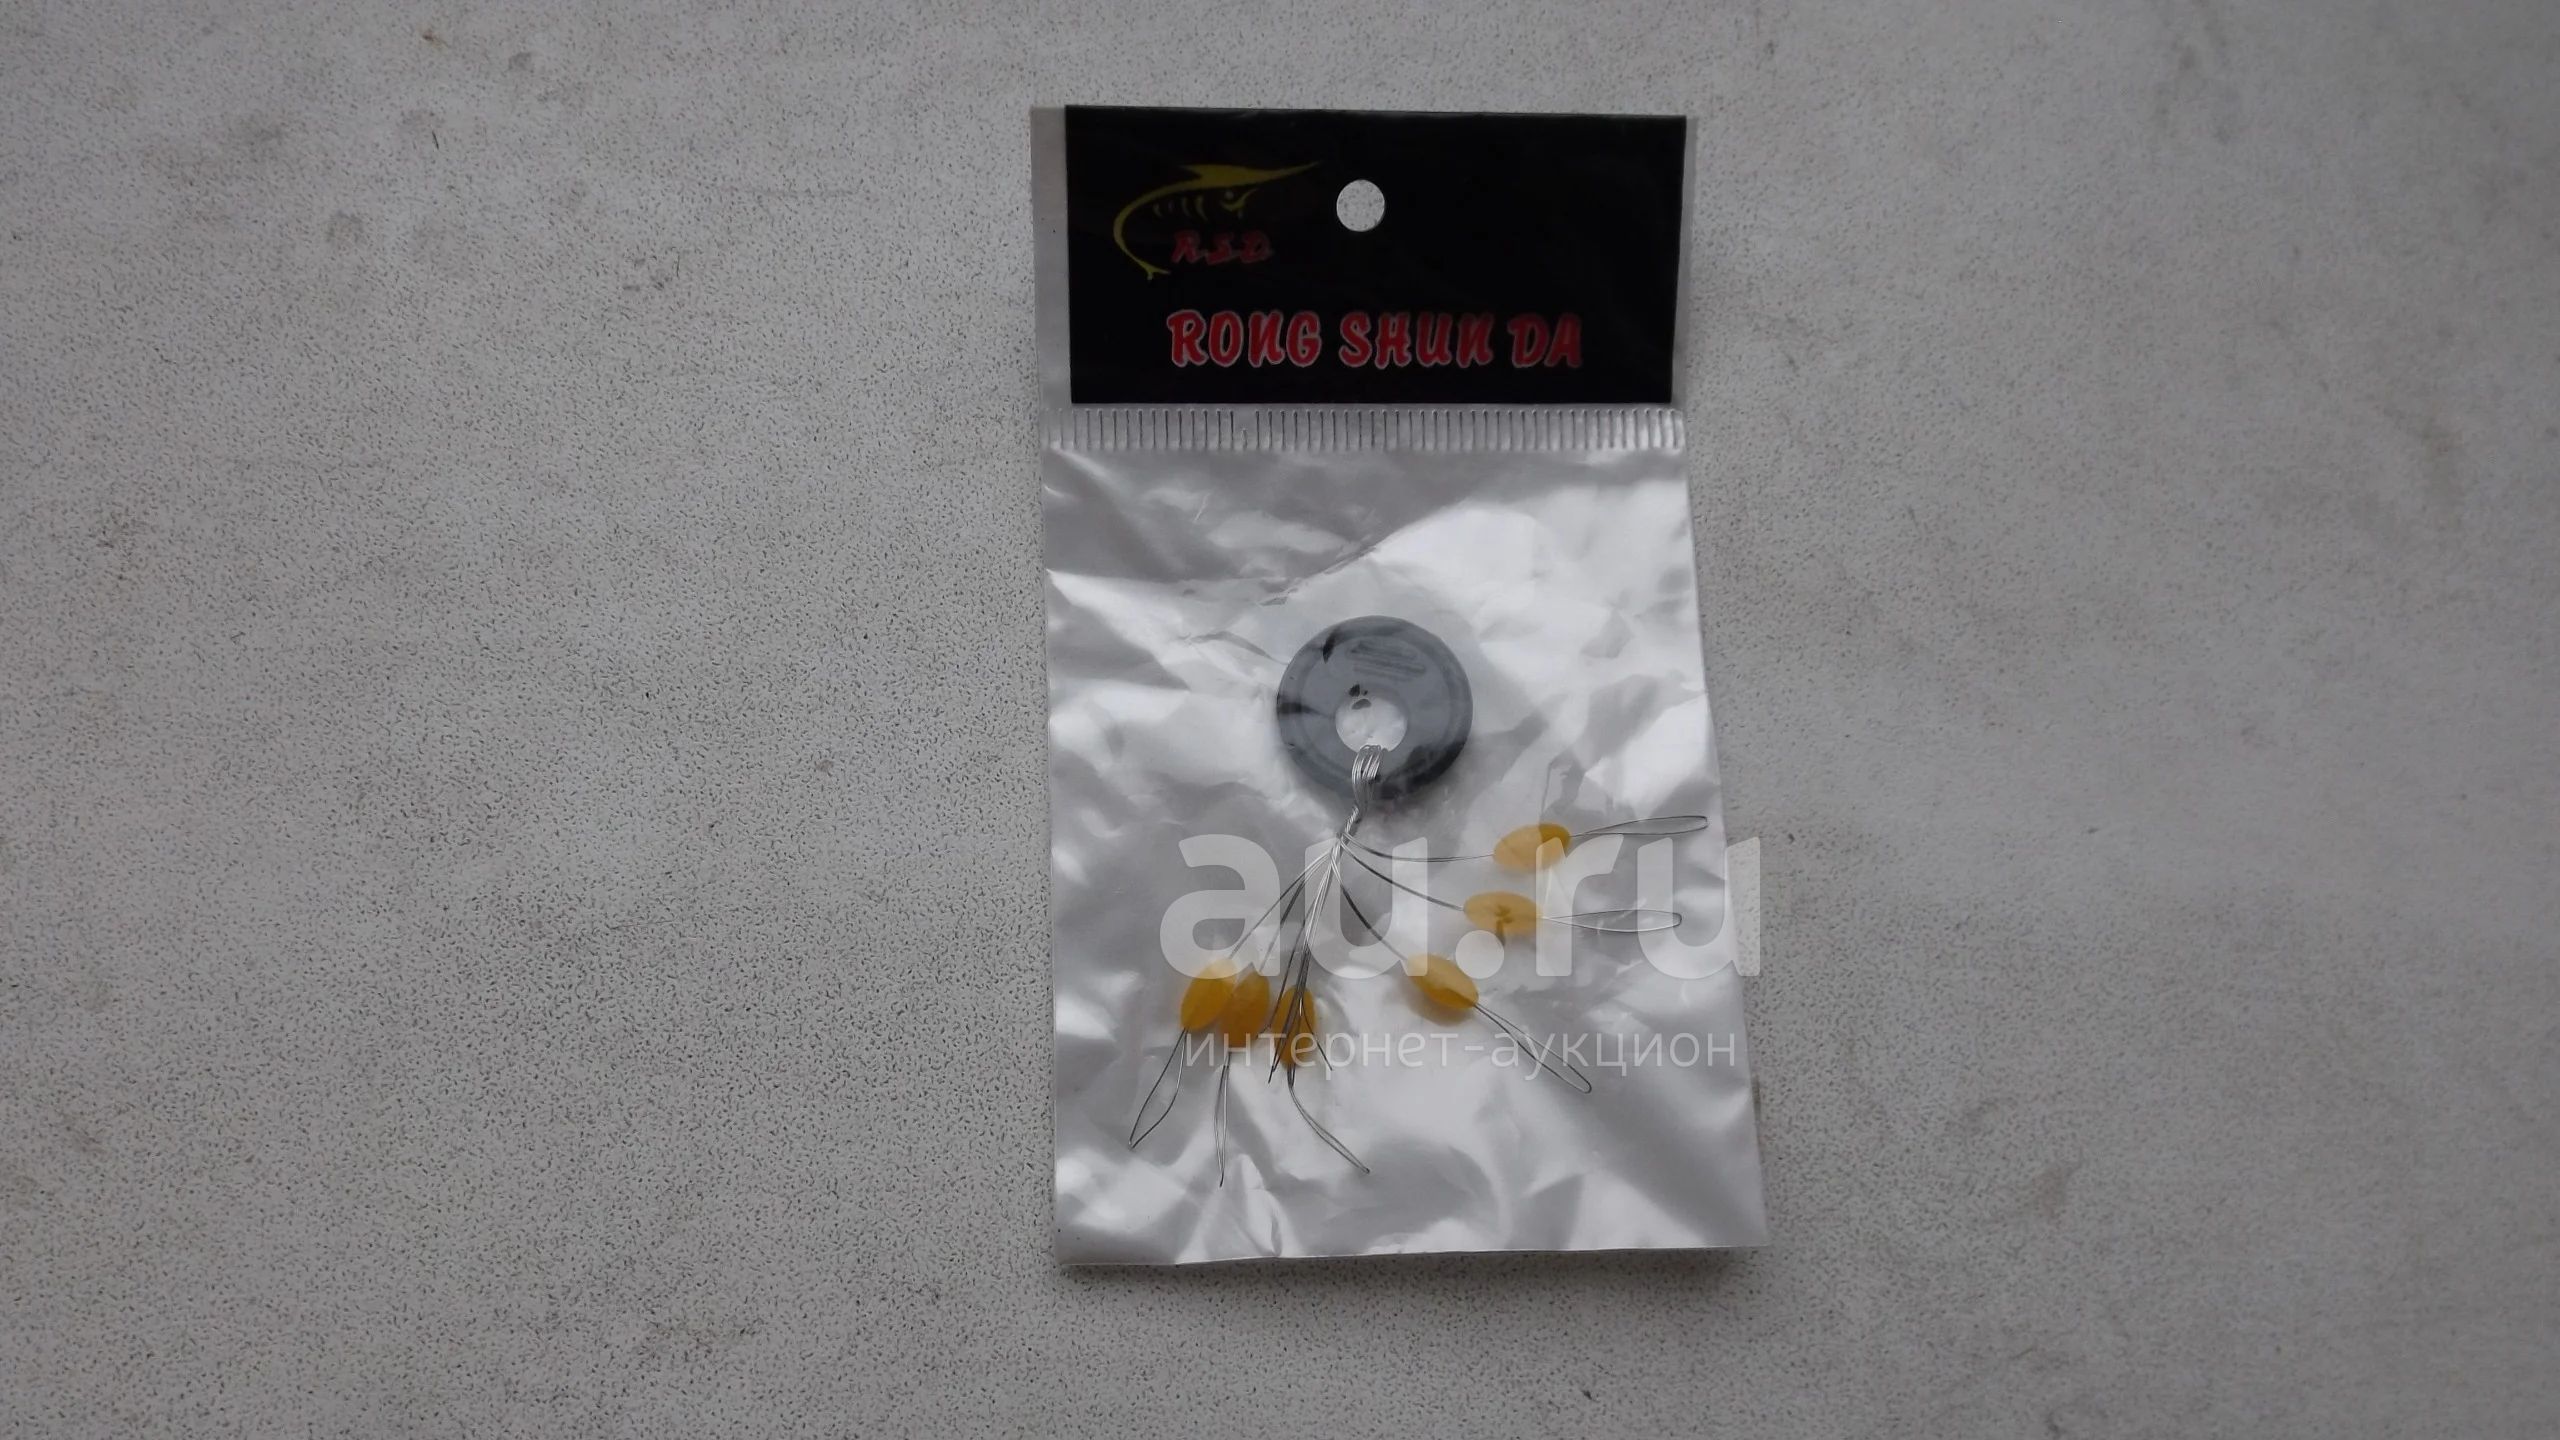 R.S.D.
RONG SHUN DA
au.ru
интернет-аукцион